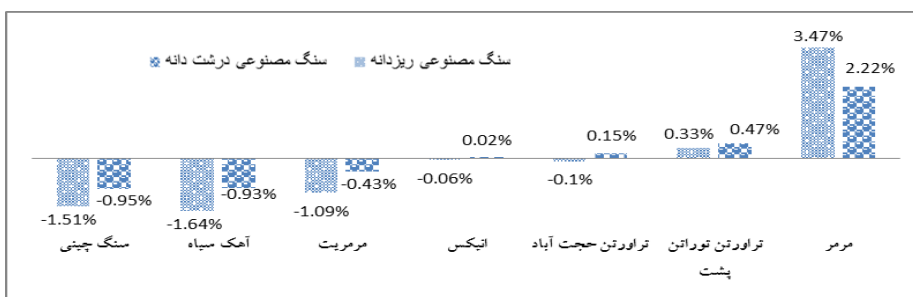 3.47%
سنگ مصنوعی ریزدانه
سنگ مصنوعی درشت دانه
2.22%
0.47%
0.33%
0.15%
0.02%
-0.06%
-0.1%
-0.43%
-1.09%
-0.93%
-1.64%
-0.95%
-1.51%
مرمر
تراورتن توراتن
پشت
تراورتن حجت آباد
انیکس
مرمریت
آهک سیاه
سنگ چینی